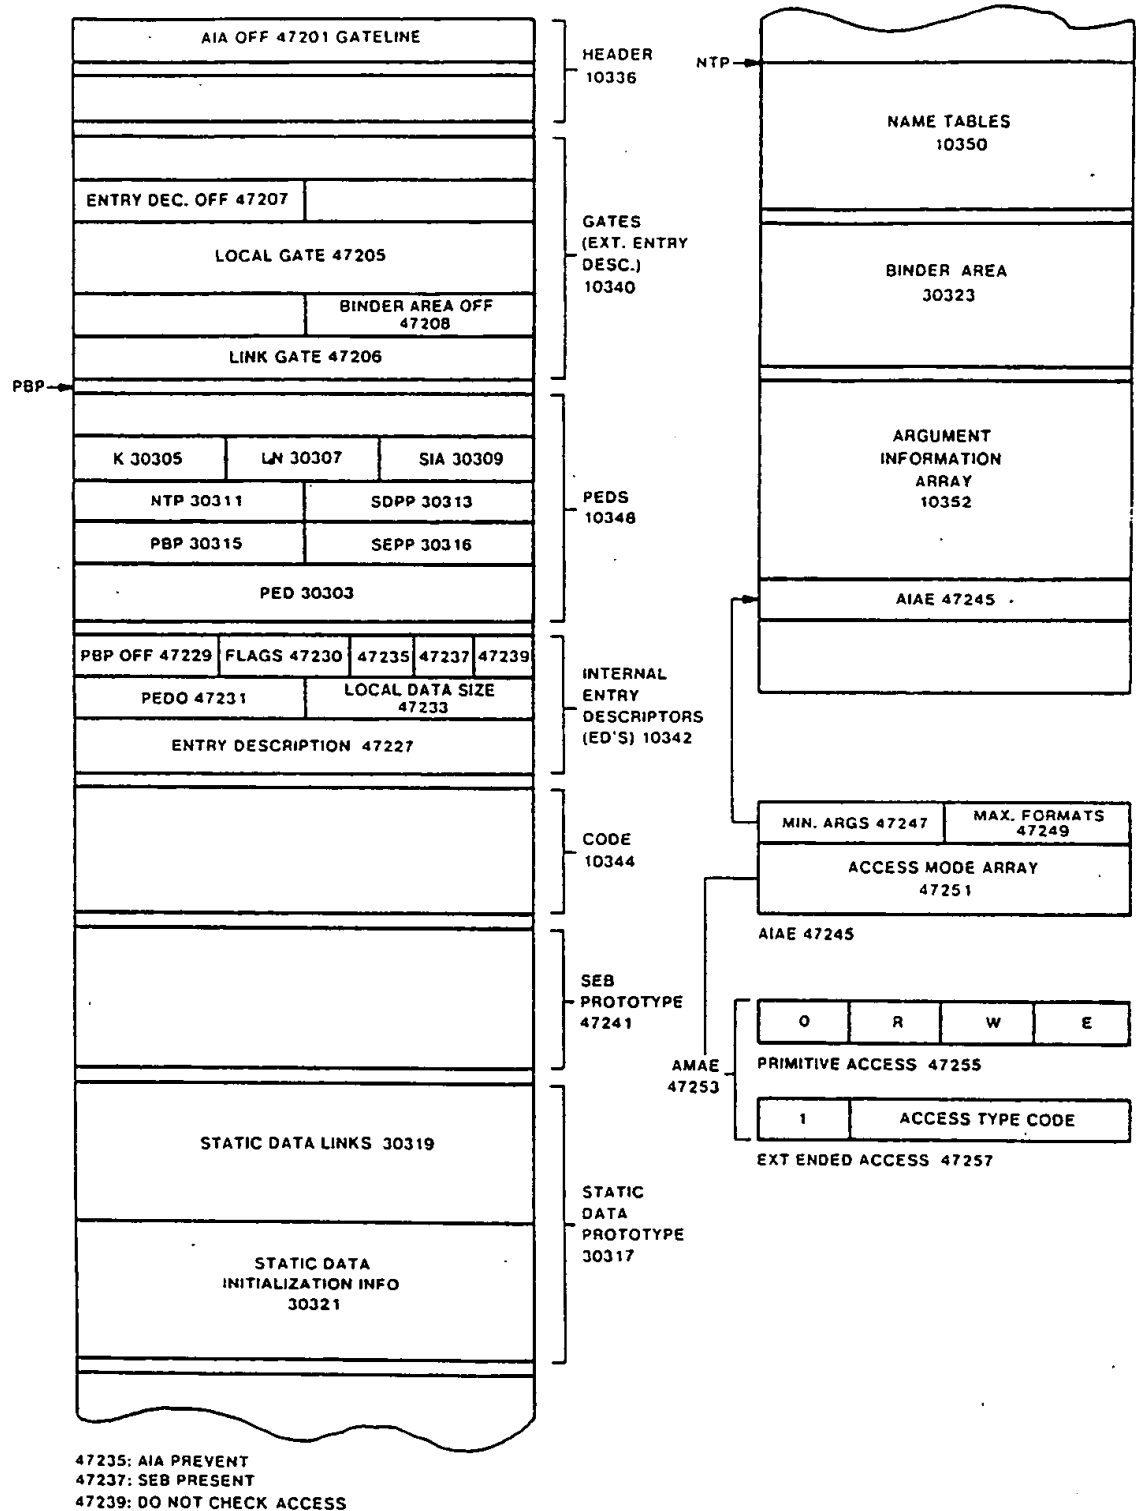 AIA OFF 47201 GATELINE
HEADER
10336
ENTRY DEC. OFF 47207
LOCAL GATE 47205
BINDER AREA OFF
47208
LINK GATE 47206
GATES
(EXT. ENTRY
DESC.)
10340
PBP
K 30305
LN 30307
SIA 30309
NTP 30311
SDPP 30313
PBP 30315
SEPP 30316
PED 30303
PEDS
10348
PBP OFF 47229
FLAGS 47230
47235
47237
47239
PEDO 47231
LOCAL DATA SIZE
47233
ENTRY DESCRIPTION 47227
INTERNAL
ENTRY
DESCRIPTORS
(ED'S) 10342
CODE
10344
SEB
PROTOTYPE
47241
STATIC DATA LINKS 30319
STATIC DATA
INITIALIZATION INFO
30321
STATIC
DATA
PROTOTYPE
30317
47235: AIA PREVENT
47237: SEB PRESENT
47239: DO NOT CHECK ACCESS
NTP
NAME TABLES
10350
BINDER AREA
30323
ARGUMENT
INFORMATION
ARRAY
10352
AIAE 47245
MIN. ARGS 47247
MAX. FORMATS
47249
ACCESS MODE ARRAY
47251
AIAE 47245
AMAE
47253
O
R
W
E
PRIMITIVE ACCESS 47255
1
ACCESS TYPE CODE
EXT ENDED ACCESS 47257